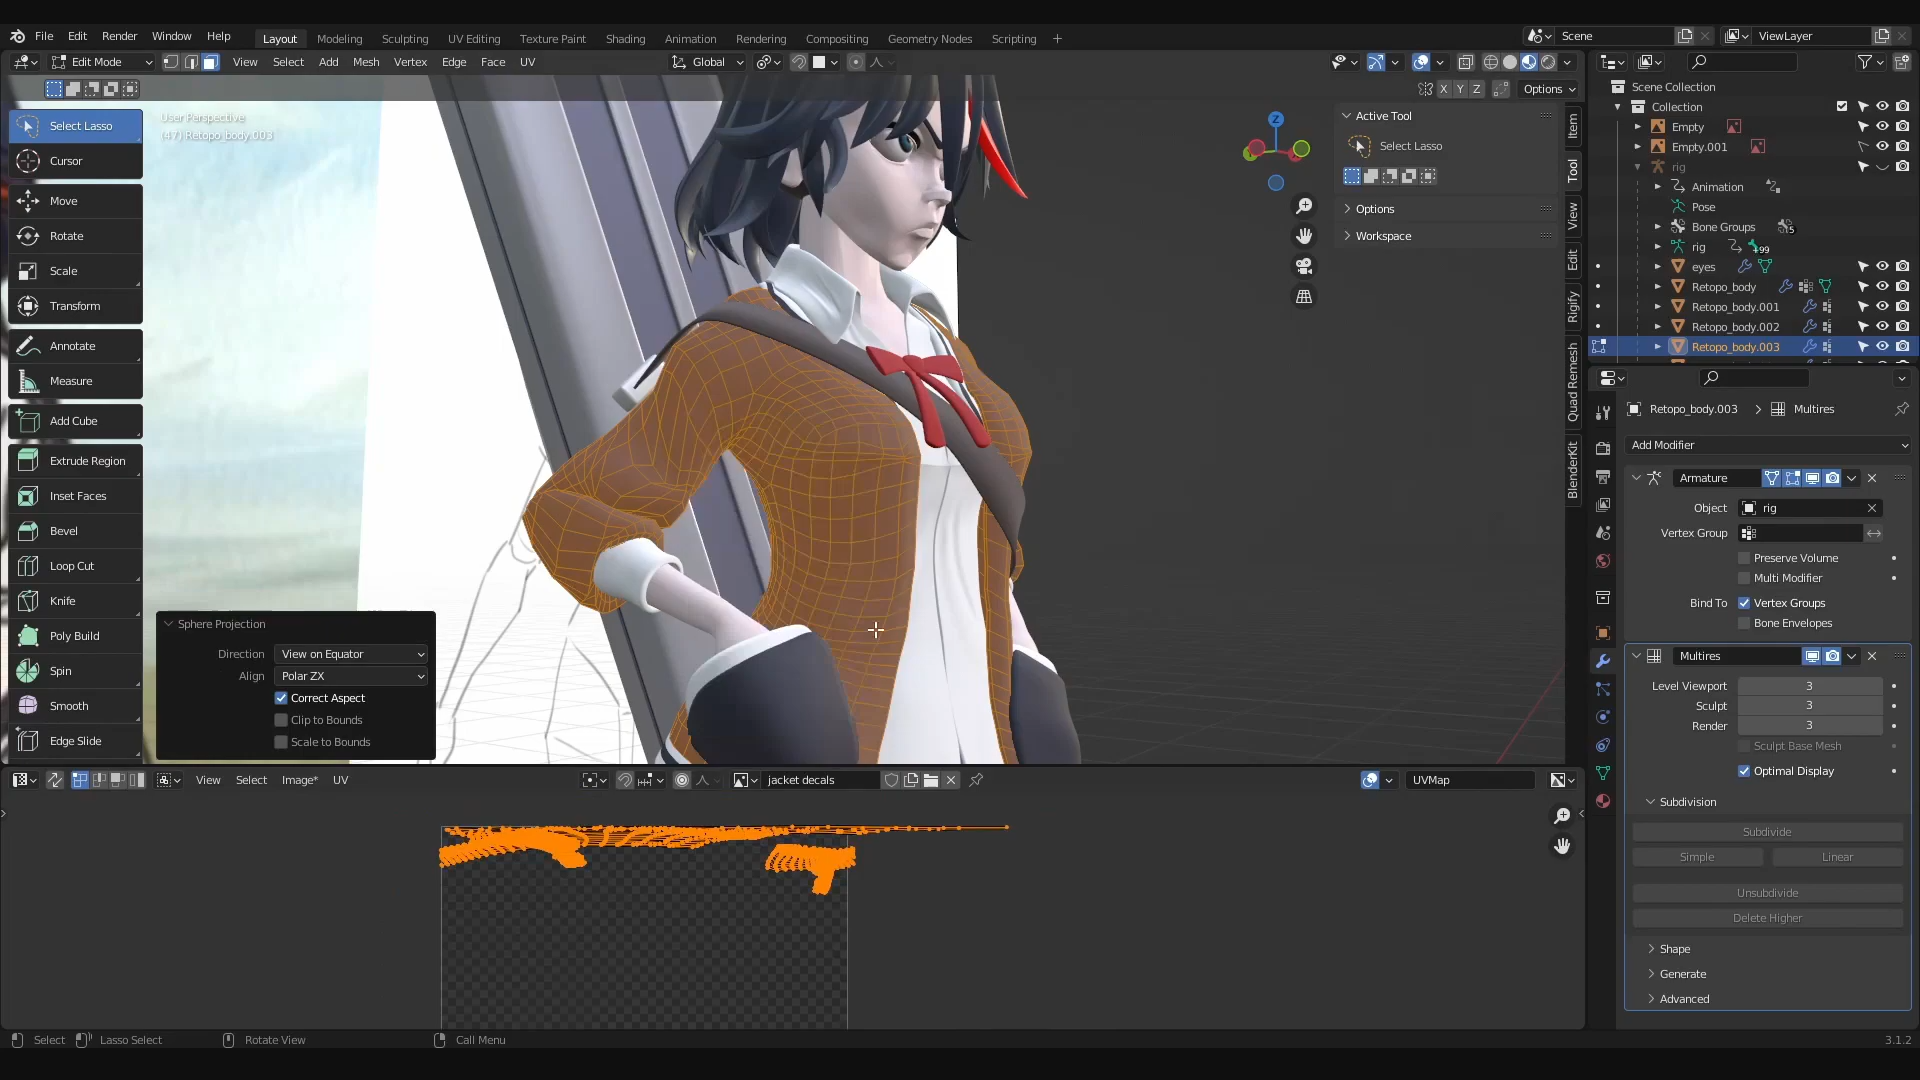 File Edit Render Window Help
Layout Modeling Sculpting UV Editing Texture Paint Shading Animation Rendering Compositing Geometry Nodes Scripting +
Scene
ViewLayer
Edit Mode View Select Add Mesh Vertex Edge Face UV
Global
X Y Z
Options
Select Lasso
Cursor
Move
Rotate
Scale
Transform
Annotate
Measure
Add Cube
Extrude Region
Inset Faces
Bevel
Loop Cut
Knife
Poly Build
Spin
Smooth
Edge Slide
User Perspective
(47) Retopo_body.003
Z
Active Tool
Select Lasso
Options
Workspace
Item
Tool
View
Edit
Rigify
Quad Remesh
BlenderKit
Sphere Projection
Direction View on Equator
Align Polar ZX
Correct Aspect
Clip to Bounds
Scale to Bounds
Scene Collection
Collection
Empty
Empty.001
rig
Animation
Pose
Bone Groups 5
rig 99
eyes
Retopo_body
Retopo_body.001
Retopo_body.002
Retopo_body.003
Retopo_body.003 Multires
Add Modifier
Armature
Object rig
Vertex Group
Preserve Volume
Multi Modifier
Bind To Vertex Groups
Bone Envelopes
Multires
Level Viewport 3
Sculpt 3
Render 3
Sculpt Base Mesh
Optimal Display
Subdivision
Subdivide
Simple Linear
Unsubdivide
Delete Higher
Shape
Generate
Advanced
View Select Image* UV
jacket decals
UVMap
Select Lasso Select Rotate View Call Menu
3.1.2